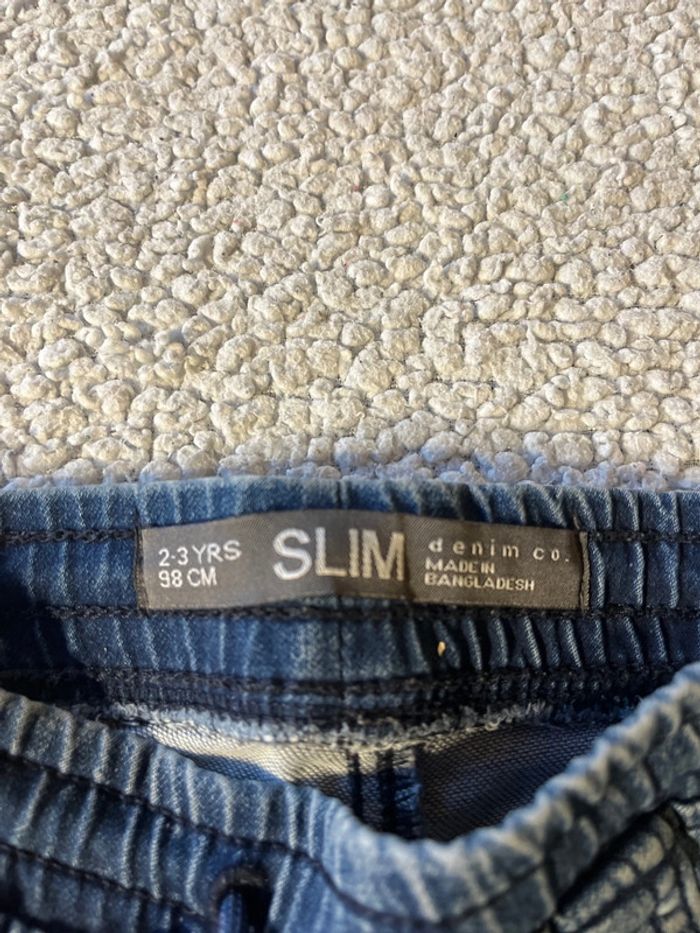 2-3 YRS
98 CM
SLIM
denim co.
MADE IN
BANGLADESH